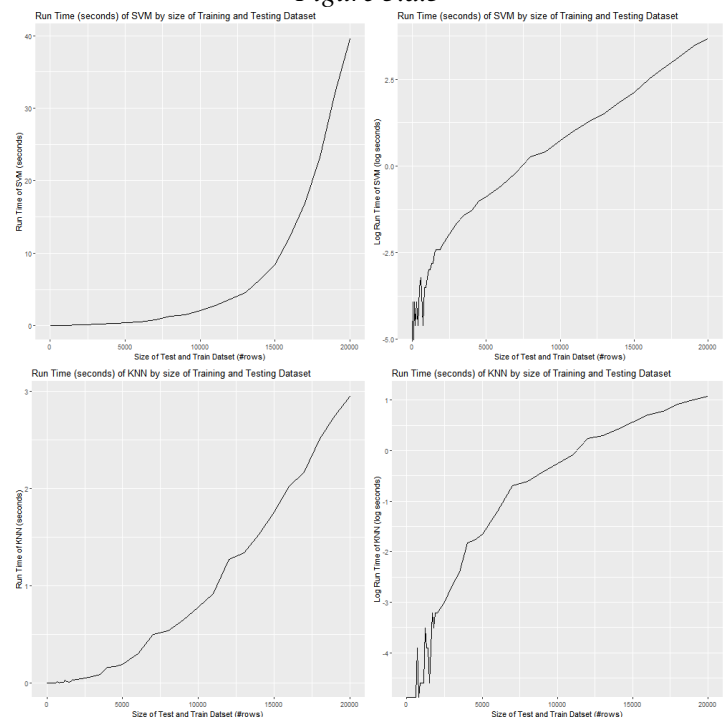 Run Time (seconds) of SVM by size of Training and Testing Dataset
Run Time of SVM (seconds)
40
30
20
10
0
0 5000 10000 15000 20000
Size of Test and Train Datset (#rows)
Run Time (seconds) of SVM by size of Training and Testing Dataset
Log Run Time of SVM (log seconds)
2.5
0.0
-2.5
-5.0
0 5000 10000 15000 20000
Size of Test and Train Datset (#rows)
Run Time (seconds) of KNN by size of Training and Testing Dataset
Run Time of KNN (seconds)
3
2
1
0
0 5000 10000 15000 20000
Size of Test and Train Datset (#rows)
Run Time (seconds) of KNN by size of Training and Testing Dataset
Log Run Time of KNN (log seconds)
1
0
-1
-2
-3
-4
0 5000 10000 15000 20000
Size of Test and Train Datset (#rows)